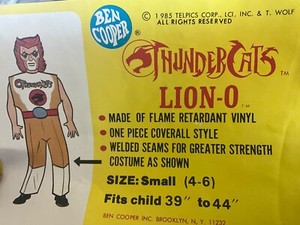 BEN
COOPER
© 1985 TELPICS CORP., LCI, INC. & T. WOLF
ALL RIGHTS RESERVED
THUNDERCATS™
LION-O™
• MADE OF FLAME RETARDANT VINYL
• ONE PIECE COVERALL STYLE
• WELDED SEAMS FOR GREATER STRENGTH
COSTUME AS SHOWN
SIZE: Small (4-6)
Fits child 39" to 44"
BEN COOPER INC. BROOKLYN, N, Y. 11232